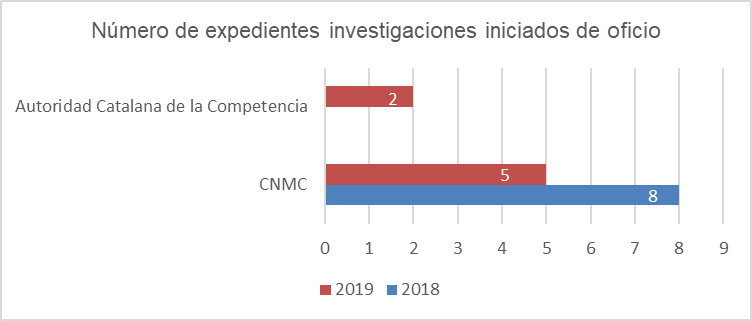 Número de expedientes investigaciones iniciados de oficio
Autoridad Catalana de la Competencia
2
CNMC
5
8
0 1 2 3 4 5 6 7 8 9
2019 2018